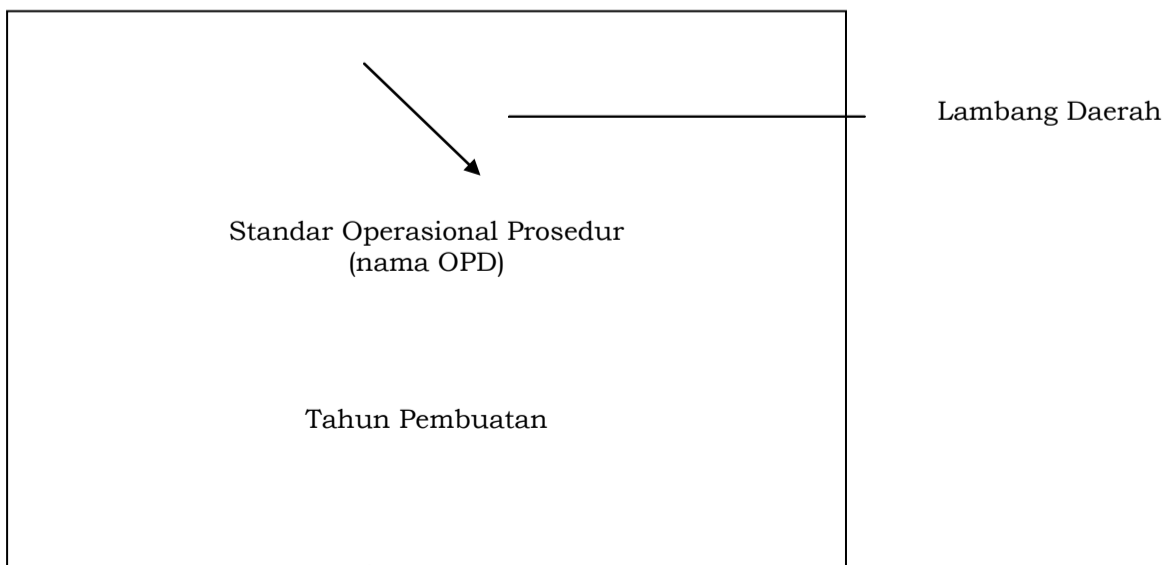 Lambang Daerah
Standar Operasional Prosedur
(nama OPD)
Tahun Pembuatan